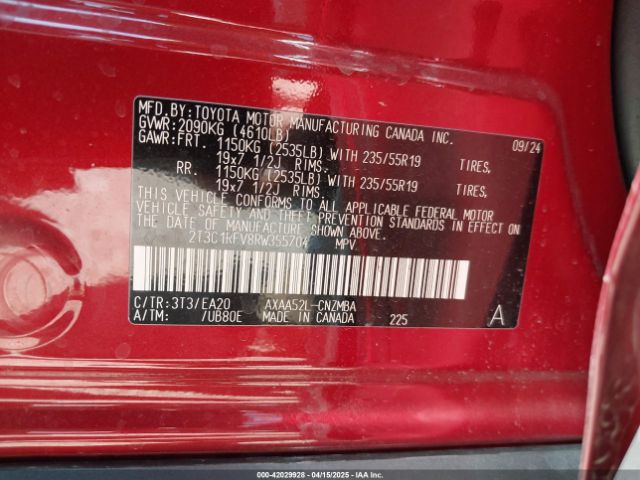 MFD. BY: TOYOTA MOTOR MANUFACTURING CANADA INC.
GVWR: 2090KG (4610LB) 09/24
GAWR: FRT. 1150KG (2535LB) WITH 235/55R19 TIRES,
19x7 1/2J RIMS.
RR. 1150KG (2535LB) WITH 235/55R19 TIRES,
19x7 1/2J RIMS.
THIS VEHICLE CONFORMS TO ALL APPLICABLE FEDERAL MOTOR
VEHICLE SAFETY AND THEFT PREVENTION STANDARDS IN EFFECT ON
THE DATE OF MANUFACTURE SHOWN ABOVE.
2T3C1RFV8RW355704 MPV
C/TR: 3T3/EA20 AXAA52L-CNZMBA
A/TM: /UB80E MADE IN CANADA 225 A
000-42029928 - 04/15/2025 - COPYRIGHT © IAA, LLC